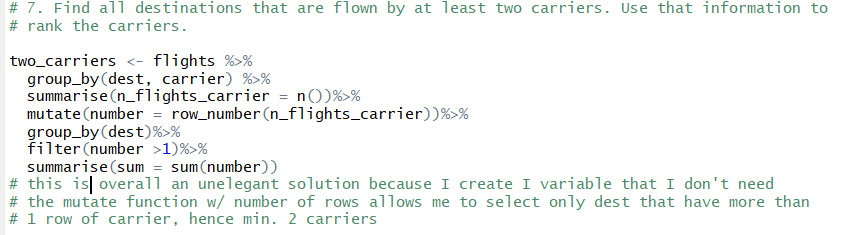 # 7. Find all destinations that are flown by at least two carriers. Use that information to
# rank the carriers.
two_carriers <- flights %>%
group_by(dest, carrier) %>%
summarise(n_flights_carrier = n())%>%
mutate(number = row_number(n_flights_carrier))%>%
group_by(dest)%>%
filter(number >1)%>%
summarise(sum = sum(number))
# this is overall an unelegant solution because I create I variable that I don't need
# the mutate function w/ number of rows allows me to select only dest that have more than
# 1 row of carrier, hence min. 2 carriers